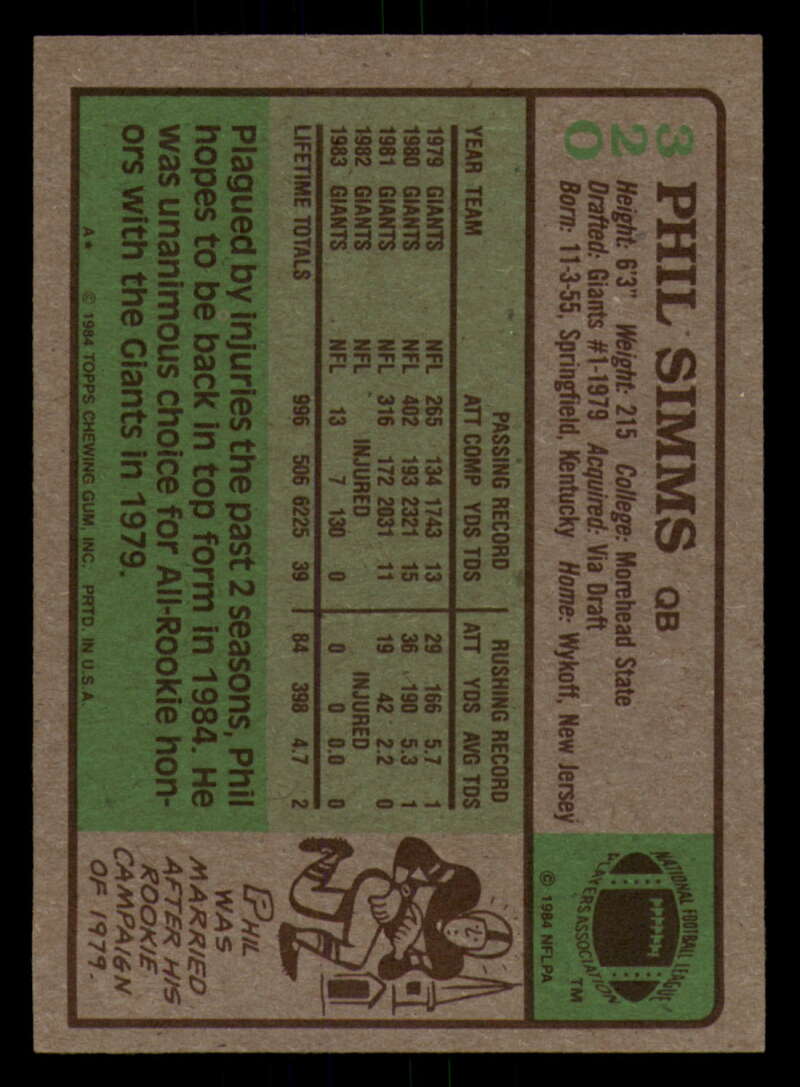 320
PHIL SIMMS QB
Height: 6'3" Weight: 215 College: Morehead State
Drafted: Giants #1-1979 Acquired: Via Draft
Born: 11-3-55, Springfield, Kentucky Home: Wykoff, New Jersey
NATIONAL FOOTBALL LEAGUE
PLAYERS ASSOCIATION
TM
© 1984 NFLPA
PASSING RECORD RUSHING RECORD
YEAR TEAM ATT COMP YDS TDS ATT YDS AVG TDS
1979 GIANTS NFL 265 134 1743 13 29 166 5.7 1
1980 GIANTS NFL 402 193 2321 15 36 190 5.3 1
1981 GIANTS NFL 316 172 2031 11 19 42 2.2 0
1982 GIANTS NFL INJURED INJURED
1983 GIANTS NFL 13 7 130 0 0 0 0.0 0
LIFETIME TOTALS 996 506 6225 39 84 398 4.7 2
Plagued by injuries the past 2 seasons, Phil
hopes to be back in top form in 1984. He
was unanimous choice for All-Rookie hon-
ors with the Giants in 1979.
A* © 1984 TOPPS CHEWING GUM, INC. PRTD. IN U.S.A.
PHIL
WAS
MARRIED
AFTER HIS
ROOKIE
CAMPAIGN
OF 1979.